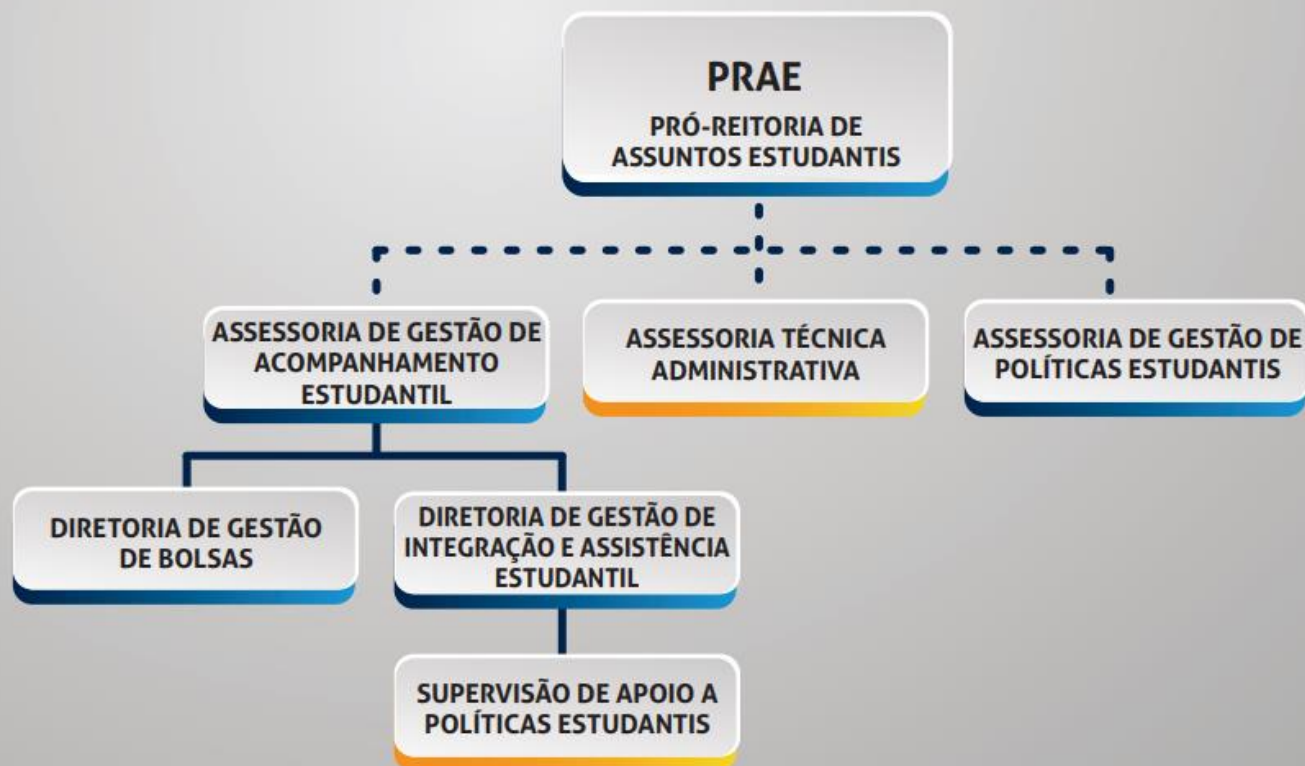 PRAE
PRÓ-REITORIA DE
ASSUNTOS ESTUDANTIS
ASSESSORIA DE GESTÃO DE
ACOMPANHAMENTO
ESTUDANTIL
ASSESSORIA TÉCNICA
ADMINISTRATIVA
ASSESSORIA DE GESTÃO DE
POLÍTICAS ESTUDANTIS
DIRETORIA DE GESTÃO
DE BOLSAS
DIRETORIA DE GESTÃO DE
INTEGRAÇÃO E ASSISTÊNCIA
ESTUDANTIL
SUPERVISÃO DE APOIO A
POLÍTICAS ESTUDANTIS